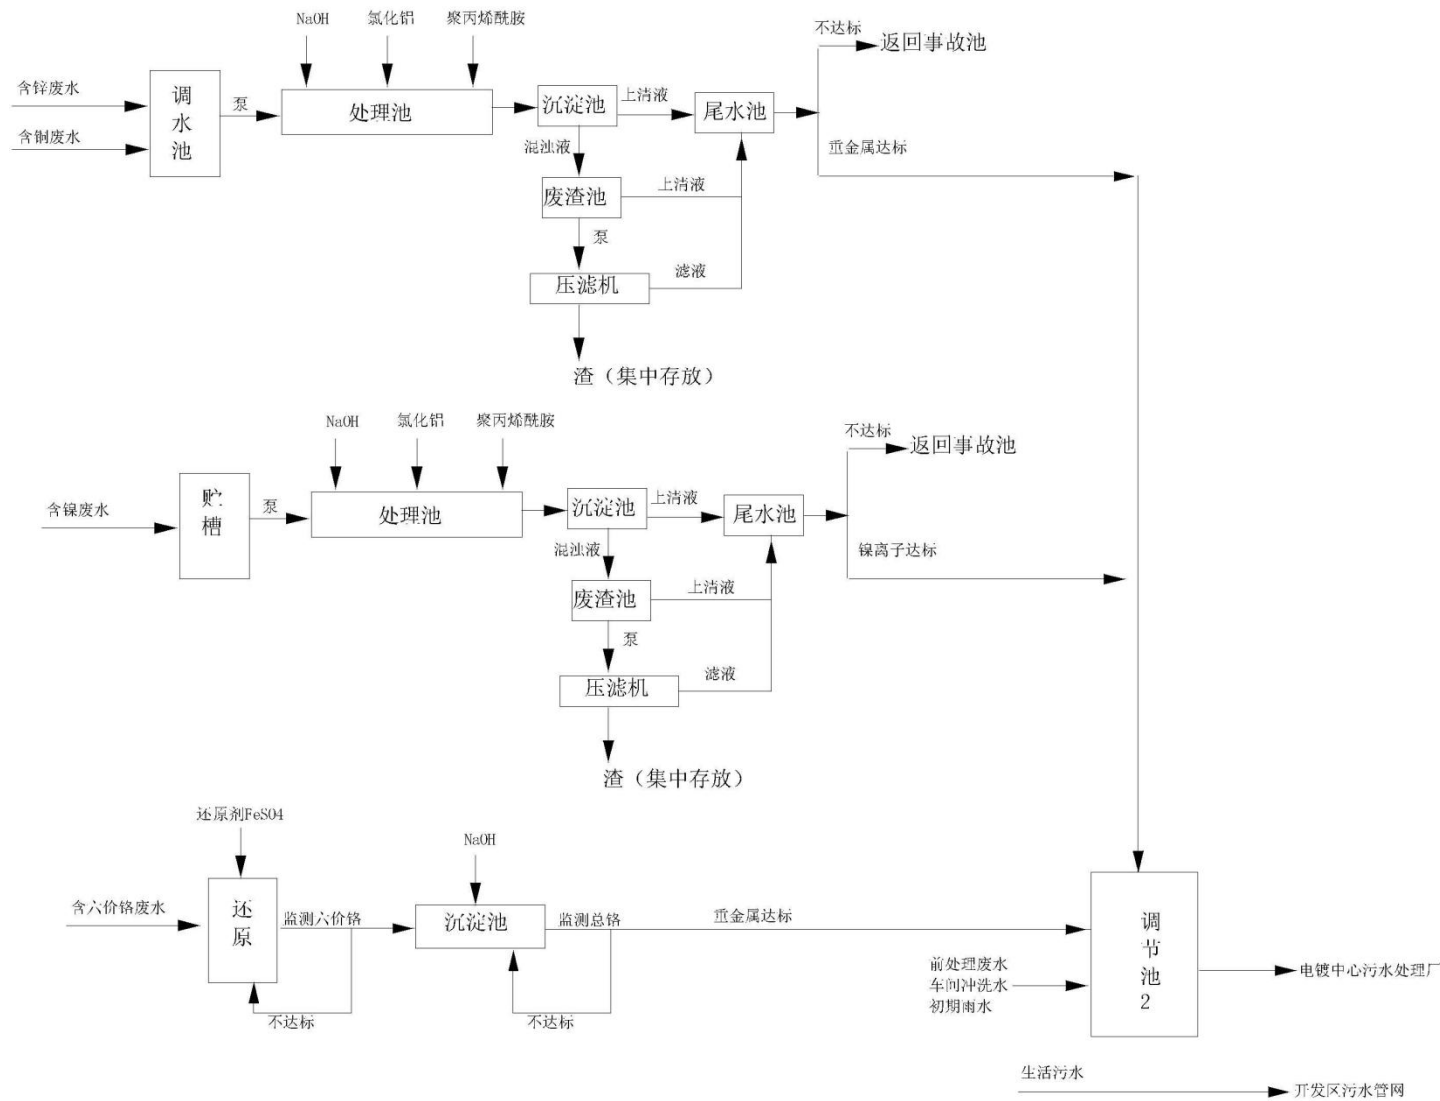 NaOH
氯化铝
聚丙烯酰胺
不达标
返回事故池
含锌废水
含铜废水
调水池
泵
处理池
沉淀池
上清液
尾水池
混浊液
重金属达标
废渣池
上清液
泵
压滤机
滤液
渣（集中存放）
NaOH
氯化铝
聚丙烯酰胺
不达标
返回事故池
含镍废水
贮槽
泵
处理池
沉淀池
上清液
尾水池
混浊液
镍离子达标
废渣池
上清液
泵
压滤机
滤液
渣（集中存放）
还原剂FeSO4
NaOH
含六价铬废水
还原
监测六价铬
沉淀池
监测总铬
重金属达标
不达标
不达标
前处理废水
车间冲洗水
初期雨水
调节池2
电镀中心污水处理厂
生活污水
开发区污水管网